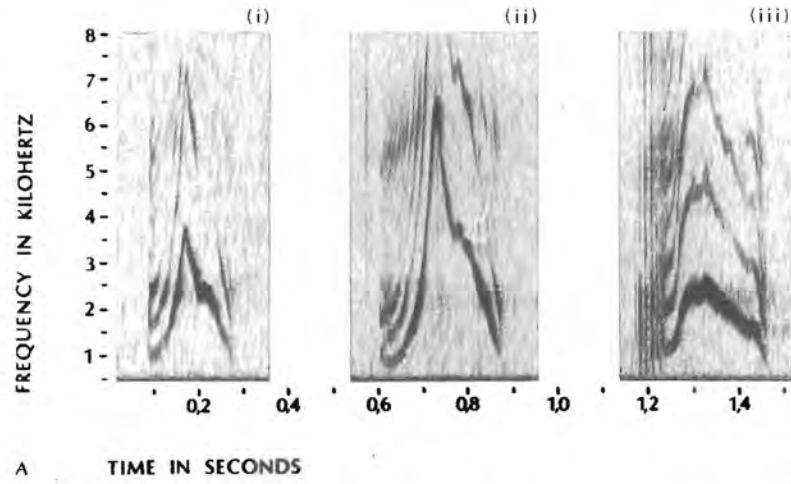 (i) (ii) (iii)
FREQUENCY IN KILOHERTZ
8
7
6
5
4
3
2
1
0,2 0,4 0,6 0,8 1,0 1,2 1,4
A TIME IN SECONDS